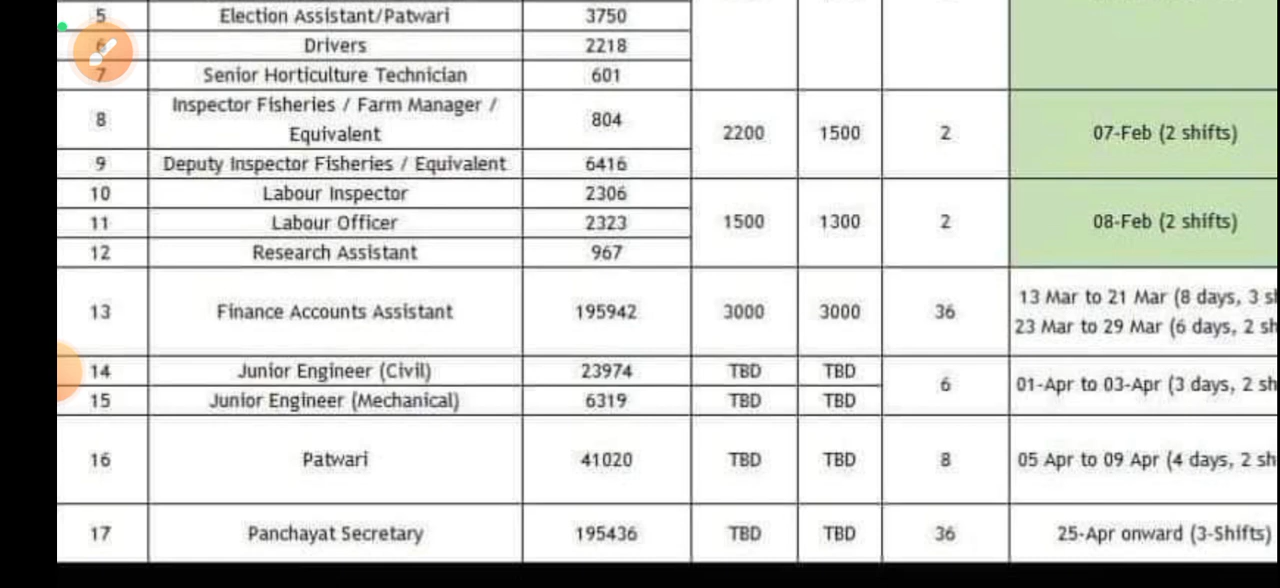 5 Election Assistant/Patwari 3750
6 Drivers 2218
7 Senior Horticulture Technician 601
8 Inspector Fisheries / Farm Manager /
Equivalent 804 2200 1500 2 07-Feb (2 shifts)
9 Deputy Inspector Fisheries / Equivalent 6416
10 Labour Inspector 2306
11 Labour Officer 2323 1500 1300 2 08-Feb (2 shifts)
12 Research Assistant 967
13 Finance Accounts Assistant 195942 3000 3000 36 13 Mar to 21 Mar (8 days, 3
23 Mar to 29 Mar (6 days, 2
14 Junior Engineer (Civil) 23974 TBD TBD 6 01-Apr to 03-Apr (3 days, 2
15 Junior Engineer (Mechanical) 6319 TBD TBD
16 Patwari 41020 TBD TBD 8 05 Apr to 09 Apr (4 days, 2
17 Panchayat Secretary 195436 TBD TBD 36 25-Apr onward (3-Shifts)